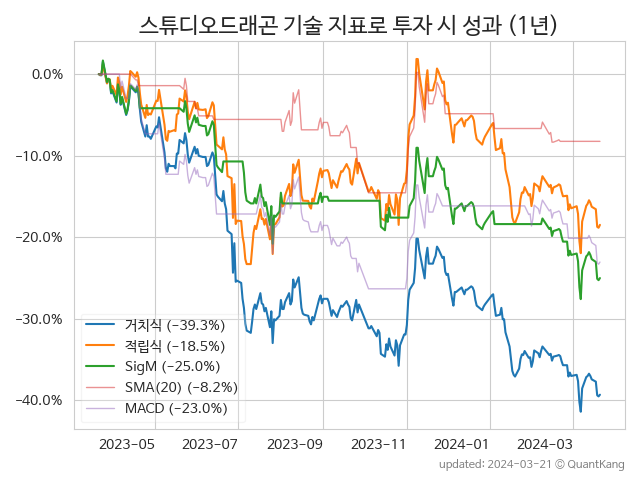 스튜디오드래곤 기술 지표로 투자 시 성과 (1년)
0.0%
−10.0%
−20.0%
−30.0%
−40.0%
거치식 (−39.3%)
적립식 (−18.5%)
SigM (−25.0%)
SMA(20) (−8.2%)
MACD (−23.0%)
2023-05 2023-07 2023-09 2023-11 2024-01 2024-03
updated: 2024-03-21 © QuantKang